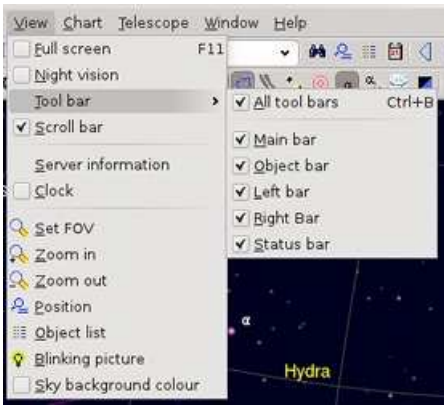 View Chart Telescope Window Help
Full screen F11
Night vision
Tool bar
Scroll bar
Server information
Clock
Set FOV
Zoom in
Zoom out
Position
Object list
Blinking picture
Sky background colour
All tool bars Ctrl+B
Main bar
Object bar
Left bar
Right Bar
Status bar
α
α
α
Hydra